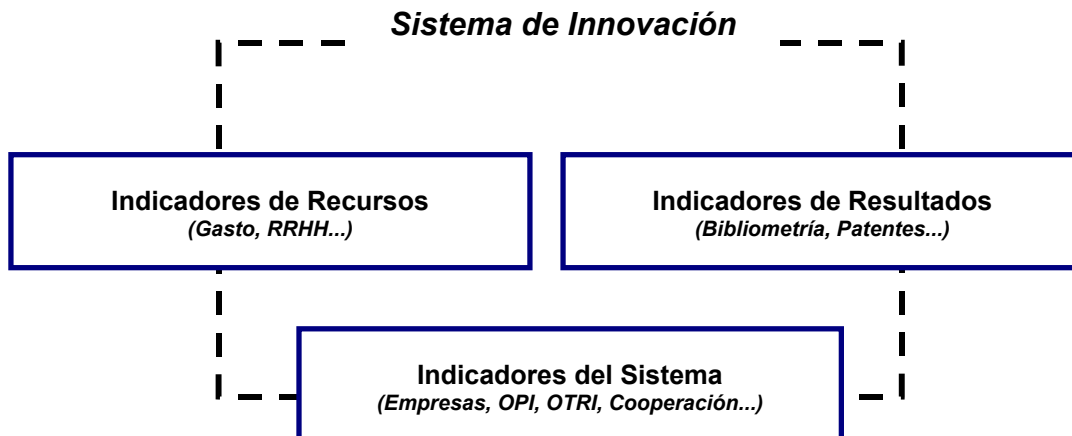 Sistema de Innovación
Indicadores de Recursos
(Gasto, RRHH...)
Indicadores de Resultados
(Bibliometría, Patentes...)
Indicadores del Sistema
(Empresas, OPI, OTRI, Cooperación...)